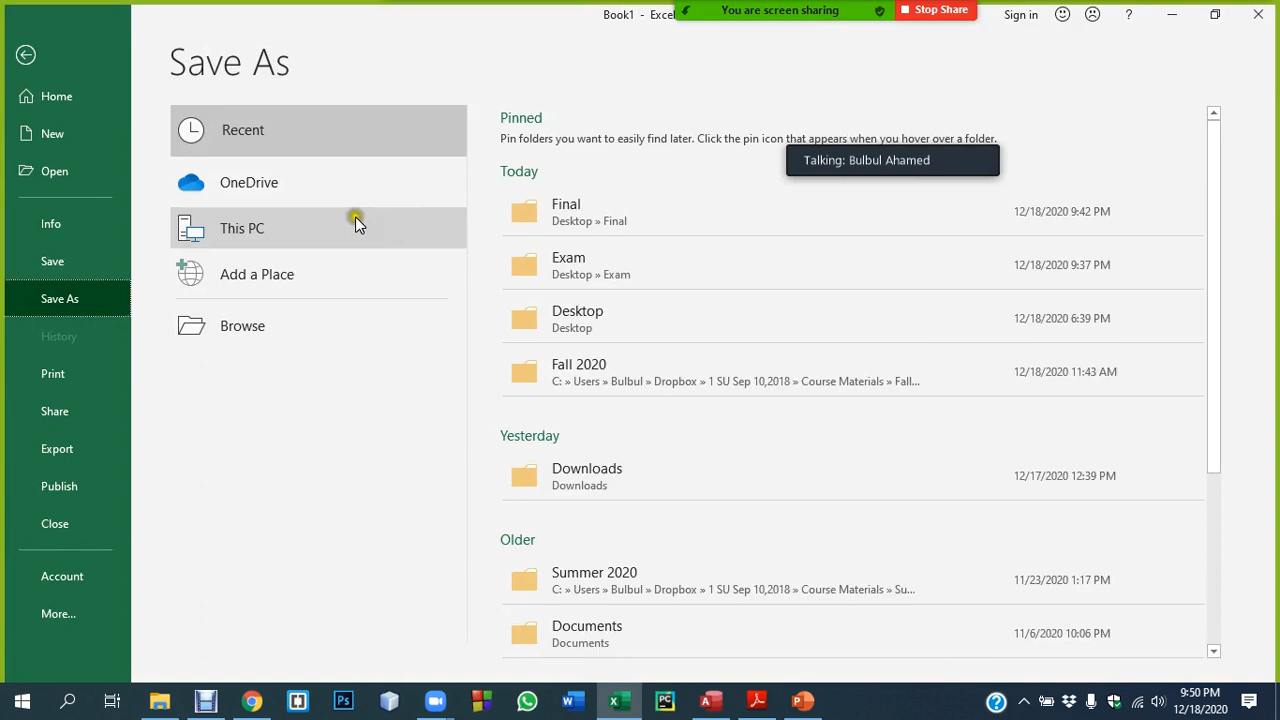 Book1 - Excel
You are screen sharing
Stop Share
Sign in
?
Save As
Home
New
Open
Info
Save
Save As
History
Print
Share
Export
Publish
Close
Account
More...
Recent
OneDrive
This PC
Add a Place
Browse
Pinned
Pin folders you want to easily find later. Click the pin icon that appears when you hover over a folder.
Talking: Bulbul Ahamed
Today
Final
Desktop » Final
12/18/2020 9:42 PM
Exam
Desktop » Exam
12/18/2020 9:37 PM
Desktop
Desktop
12/18/2020 6:39 PM
Fall 2020
C: » Users » Bulbul » Dropbox » 1 SU Sep 10,2018 » Course Materials » Fall...
12/18/2020 11:43 AM
Yesterday
Downloads
Downloads
12/17/2020 12:39 PM
Older
Summer 2020
C: » Users » Bulbul » Dropbox » 1 SU Sep 10,2018 » Course Materials » Su...
11/23/2020 1:17 PM
Documents
Documents
11/6/2020 10:06 PM
9:50 PM
12/18/2020